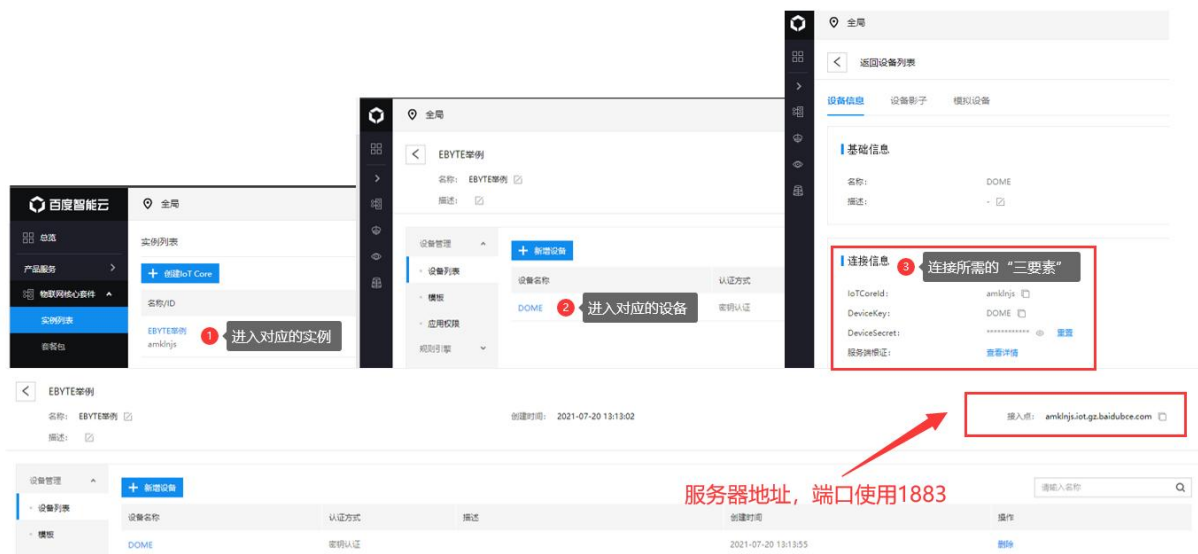 百度智能云
全局
总览
产品服务
物联网核心套件
实例列表
套餐包
实例列表
+ 创建IoT Core
名称/ID
EBYTE举例
amklnjs
1 进入对应的实例
全局
EBYTE举例
名称: EBYTE举例
描述:
设备管理
设备列表
模板
应用权限
规则引擎
+ 新增设备
设备名称
认证方式
DOME
密钥认证
2 进入对应的设备
全局
返回设备列表
设备信息 设备影子 模拟设备
基础信息
名称: DOME
描述: -
连接信息
3 连接所需的“三要素”
IoTCoreId: amklnjs
DeviceKey: DOME
DeviceSecret: ************ 重置
服务端根证: 查看详情
EBYTE举例
名称: EBYTE举例
创建时间: 2021-07-20 13:13:02
接入点: amklnjs.iot.gz.baidubce.com
描述:
服务器地址，端口使用1883
设备管理
设备列表
模板
+ 新增设备
请输入名称
设备名称 认证方式 描述 创建时间 操作
DOME 密钥认证 2021-07-20 13:13:55 删除